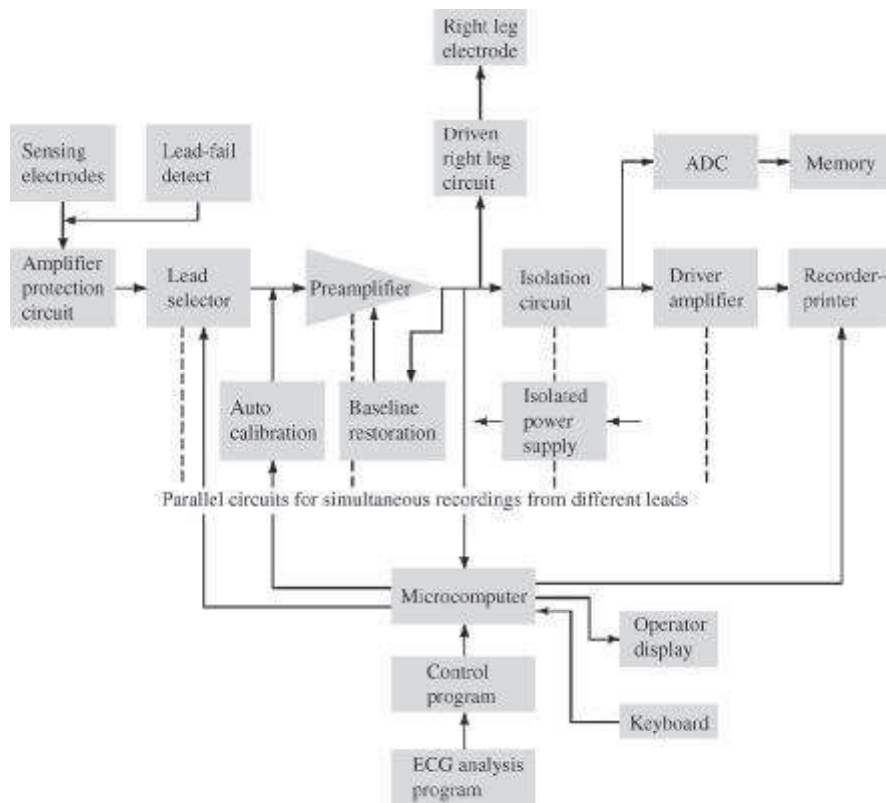 Right leg
electrode
Sensing
electrodes
Lead-fail
detect
Driven
right leg
circuit
ADC
Memory
Amplifier
protection
circuit
Lead
selector
Preamplifier
Isolation
circuit
Driver
amplifier
Recorder–
printer
Auto
calibration
Baseline
restoration
Isolated
power
supply
Parallel circuits for simultaneous recordings from different leads
Microcomputer
Operator
display
Control
program
Keyboard
ECG analysis
program